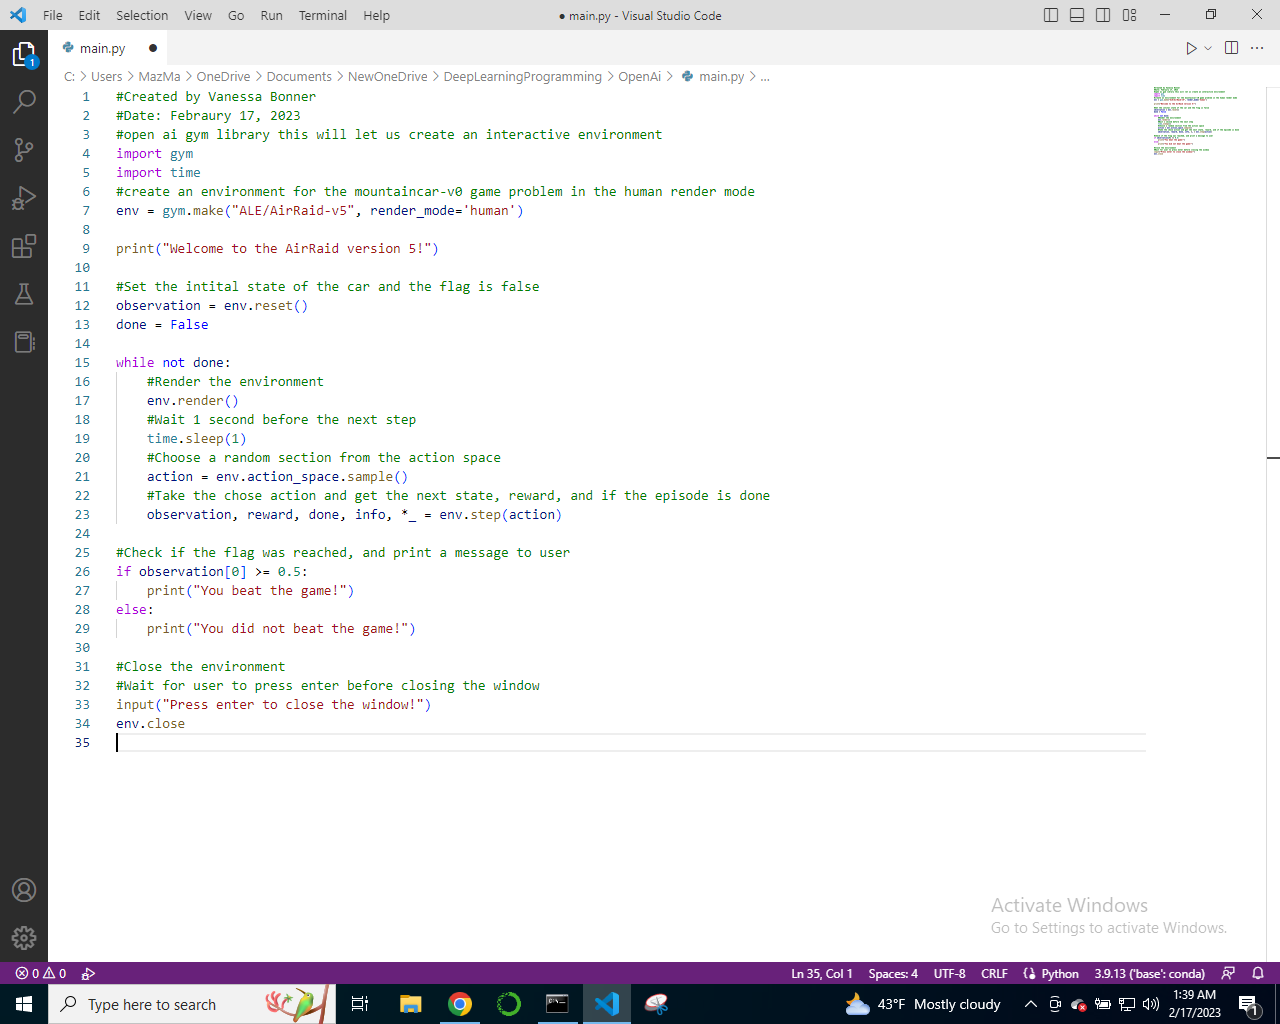 File Edit Selection View Go Run Terminal Help
● main.py - Visual Studio Code
main.py ●
C: > Users > MazMa > OneDrive > Documents > NewOneDrive > DeepLearningProgramming > OpenAi > main.py > ...
1 #Created by Vanessa Bonner
2 #Date: Febraury 17, 2023
3 #open ai gym library this will let us create an interactive environment
4 import gym
5 import time
6 #create an environment for the mountaincar-v0 game problem in the human render mode
7 env = gym.make("ALE/AirRaid-v5", render_mode='human')
8
9 print("Welcome to the AirRaid version 5!")
10
11 #Set the intital state of the car and the flag is false
12 observation = env.reset()
13 done = False
14
15 while not done:
16     #Render the environment
17     env.render()
18     #Wait 1 second before the next step
19     time.sleep(1)
20     #Choose a random section from the action space
21     action = env.action_space.sample()
22     #Take the chose action and get the next state, reward, and if the episode is done
23     observation, reward, done, info, *_ = env.step(action)
24
25 #Check if the flag was reached, and print a message to user
26 if observation[0] >= 0.5:
27     print("You beat the game!")
28 else:
29     print("You did not beat the game!")
30
31 #Close the environment
32 #Wait for user to press enter before closing the window
33 input("Press enter to close the window!")
34 env.close
35
1
Activate Windows
Go to Settings to activate Windows.
0 0 Ln 35, Col 1 Spaces: 4 UTF-8 CRLF Python 3.9.13 ('base': conda)
Type here to search
43°F Mostly cloudy
1:39 AM
2/17/2023
1